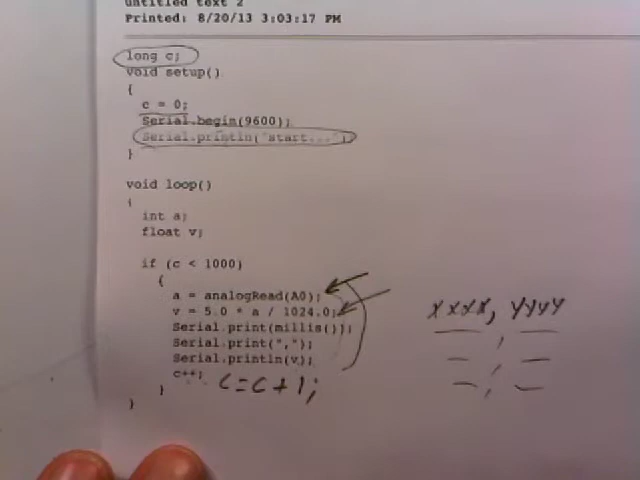 untitled text 2
Printed: 8/20/13 3:03:17 PM
long c;
void setup()
{
c = 0;
Serial.begin(9600);
Serial.println("start...");
}
void loop()
{
int a;
float v;
if (c < 1000)
{
a = analogRead(A0);
v = 5.0 * a / 1024.0;
Serial.print(millis());
Serial.print(",");
Serial.println(v);
c++; c=c+1;
}
}
xxxx, yyyy